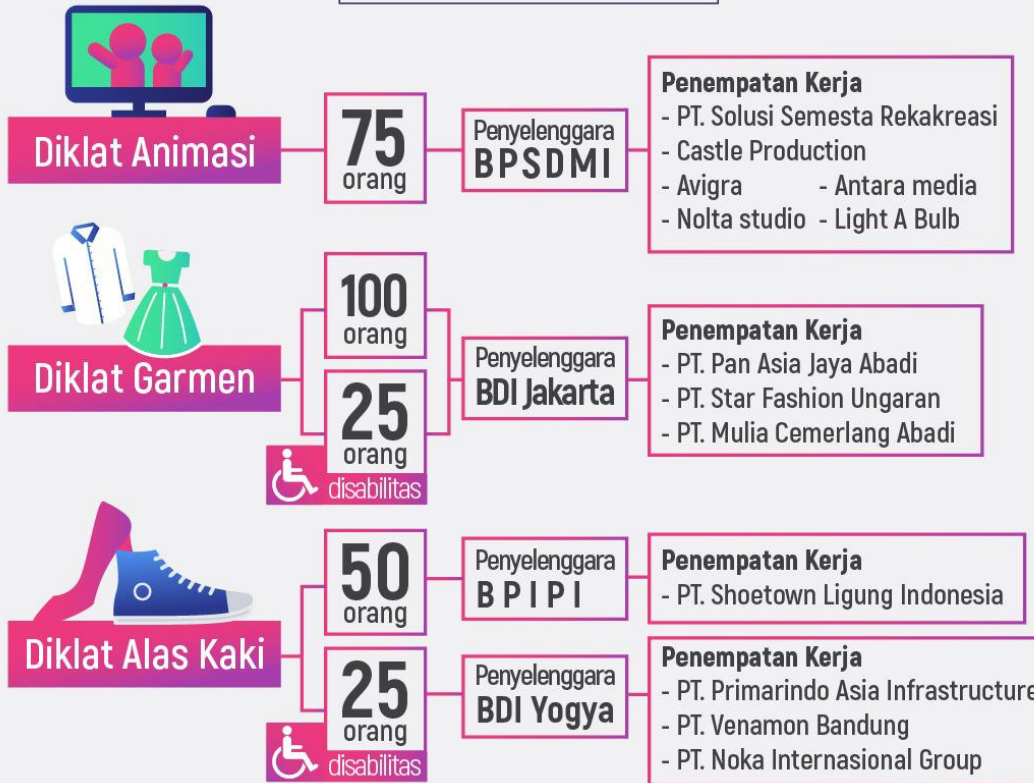 Diklat Animasi
75
orang
Penyelenggara
BPSDMI
Penempatan Kerja
- PT. Solusi Semesta Rekakreasi
- Castle Production
- Avigra - Antara media
- Nolta studio - Light A Bulb
Diklat Garmen
100
orang
25
orang
disabilitas
Penyelenggara
BDI Jakarta
Penempatan Kerja
- PT. Pan Asia Jaya Abadi
- PT. Star Fashion Ungaran
- PT. Mulia Cemerlang Abadi
Diklat Alas Kaki
50
orang
Penyelenggara
BPIPI
Penempatan Kerja
- PT. Shoetown Ligung Indonesia
25
orang
disabilitas
Penyelenggara
BDI Yogya
Penempatan Kerja
- PT. Primarindo Asia Infrastructure
- PT. Venamon Bandung
- PT. Noka Internasional Group